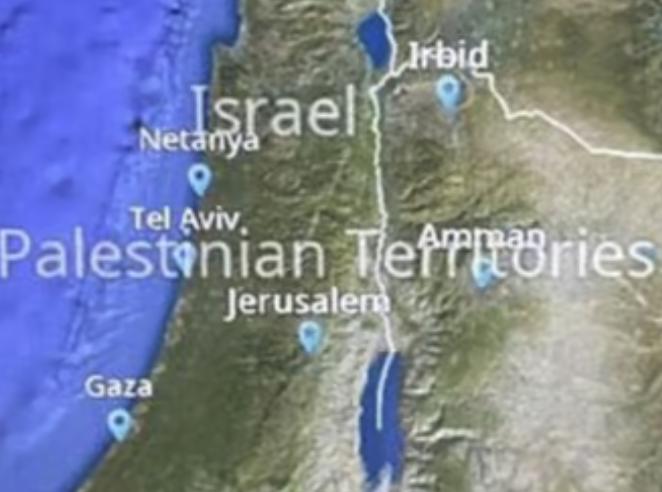 Irbid
Israel
Netanya
Tel Aviv
Palestinian Territories
Amman
Jerusalem
Gaza